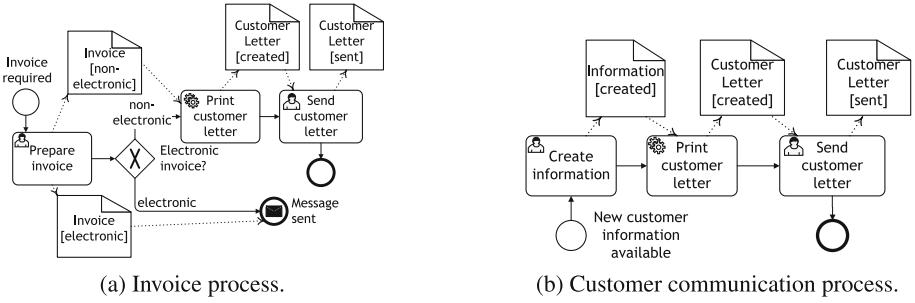 Invoice
required
Invoice
[non-
electronic]
Customer
Letter
[created]
Customer
Letter
[sent]
non-
electronic
Print
customer
letter
Send
customer
letter
Prepare
invoice
Electronic
invoice?
electronic
Message
sent
Invoice
[electronic]
(a) Invoice process.
Information
[created]
Customer
Letter
[created]
Customer
Letter
[sent]
Create
information
Print
customer
letter
Send
customer
letter
New customer
information
available
(b) Customer communication process.